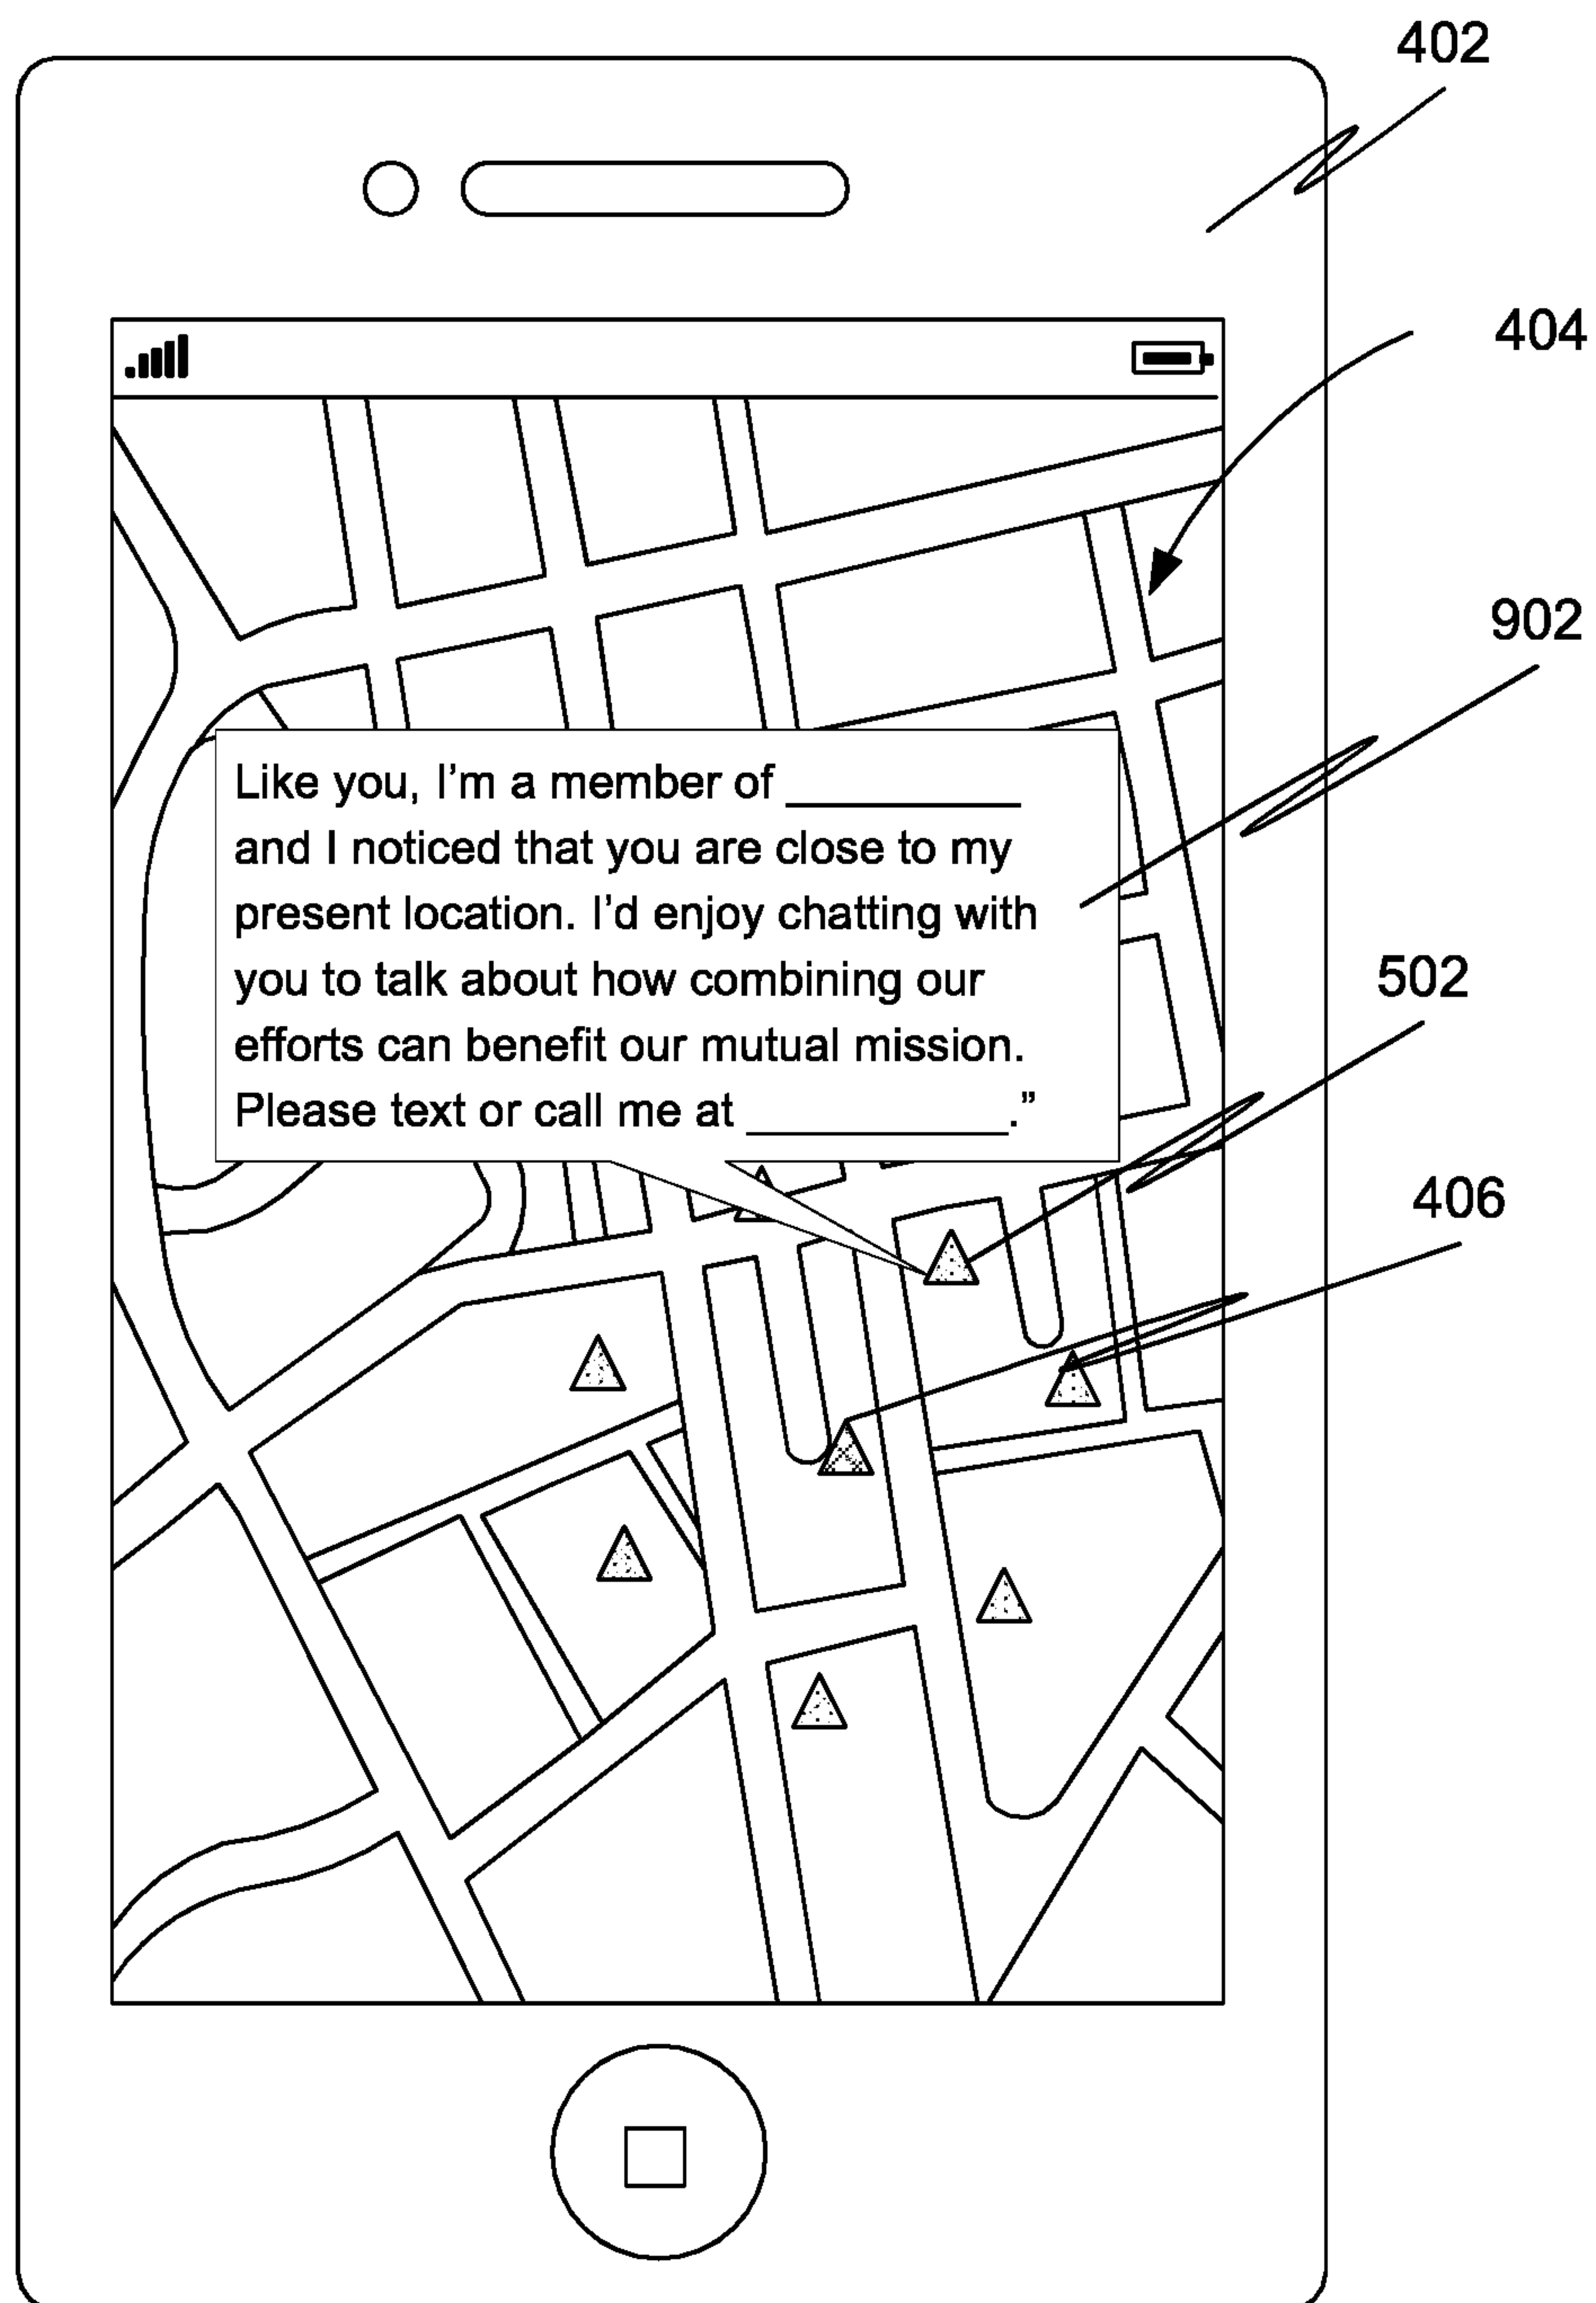 402
404
902
Like you, I'm a member of ___________
and I noticed that you are close to my
present location. I'd enjoy chatting with
you to talk about how combining our
efforts can benefit our mutual mission.
Please text or call me at ____________."
502
406